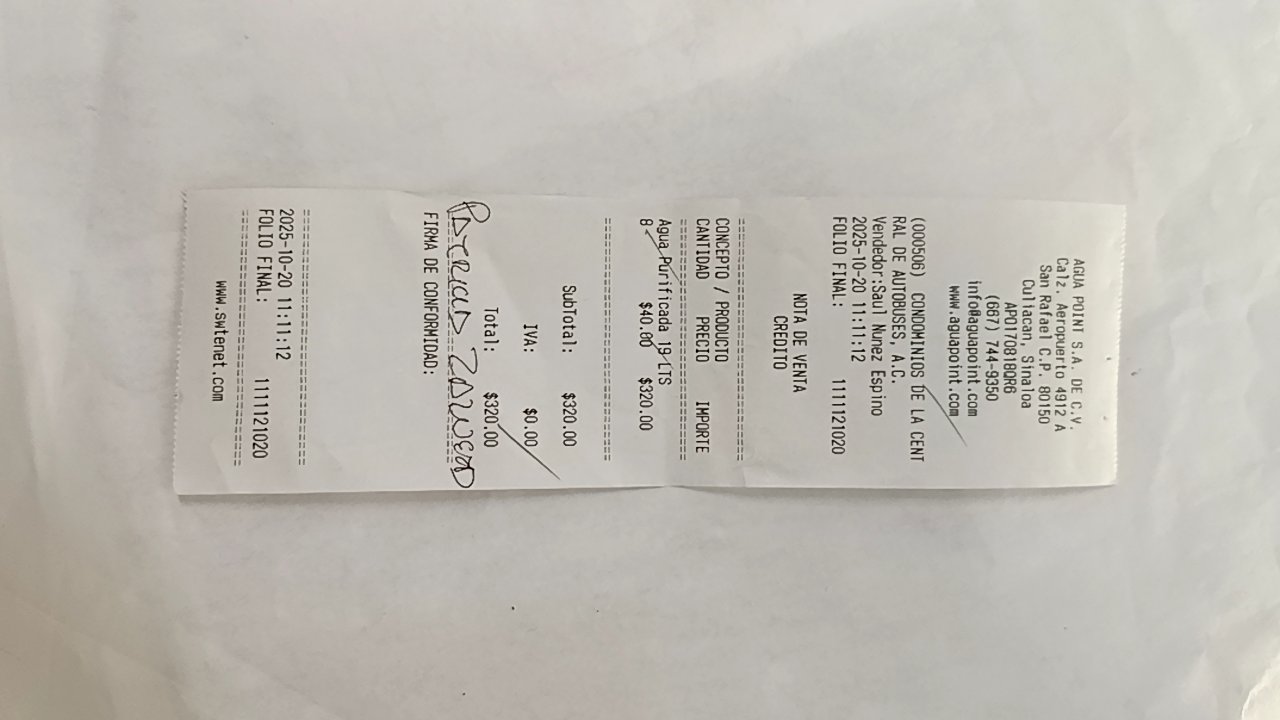 AGUA POINT S.A. DE C.V.
Calz. Aeropuerto 4912 A
San Rafael C.P. 80150
Culiacan, Sinaloa
APO170818QR6
(667) 744-9350
info@aguapoint.com
www.aguapoint.com
(000506) CONDOMINIOS DE LA CENT
RAL DE AUTOBUSES, A.C.
Vendedor:Saul Nunez Espino
2025-10-20 11:11:12
FOLIO FINAL: 1111121020
NOTA DE VENTA
CREDITO
CONCEPTO / PRODUCTO
CANTIDAD PRECIO IMPORTE
Agua Purificada 19 LTS
8 $40.00 $320.00
SubTotal: $320.00
IVA: $0.00
Total: $320.00
FIRMA DE CONFORMIDAD:
2025-10-20 11:11:12
FOLIO FINAL: 1111121020
www.swtenet.com